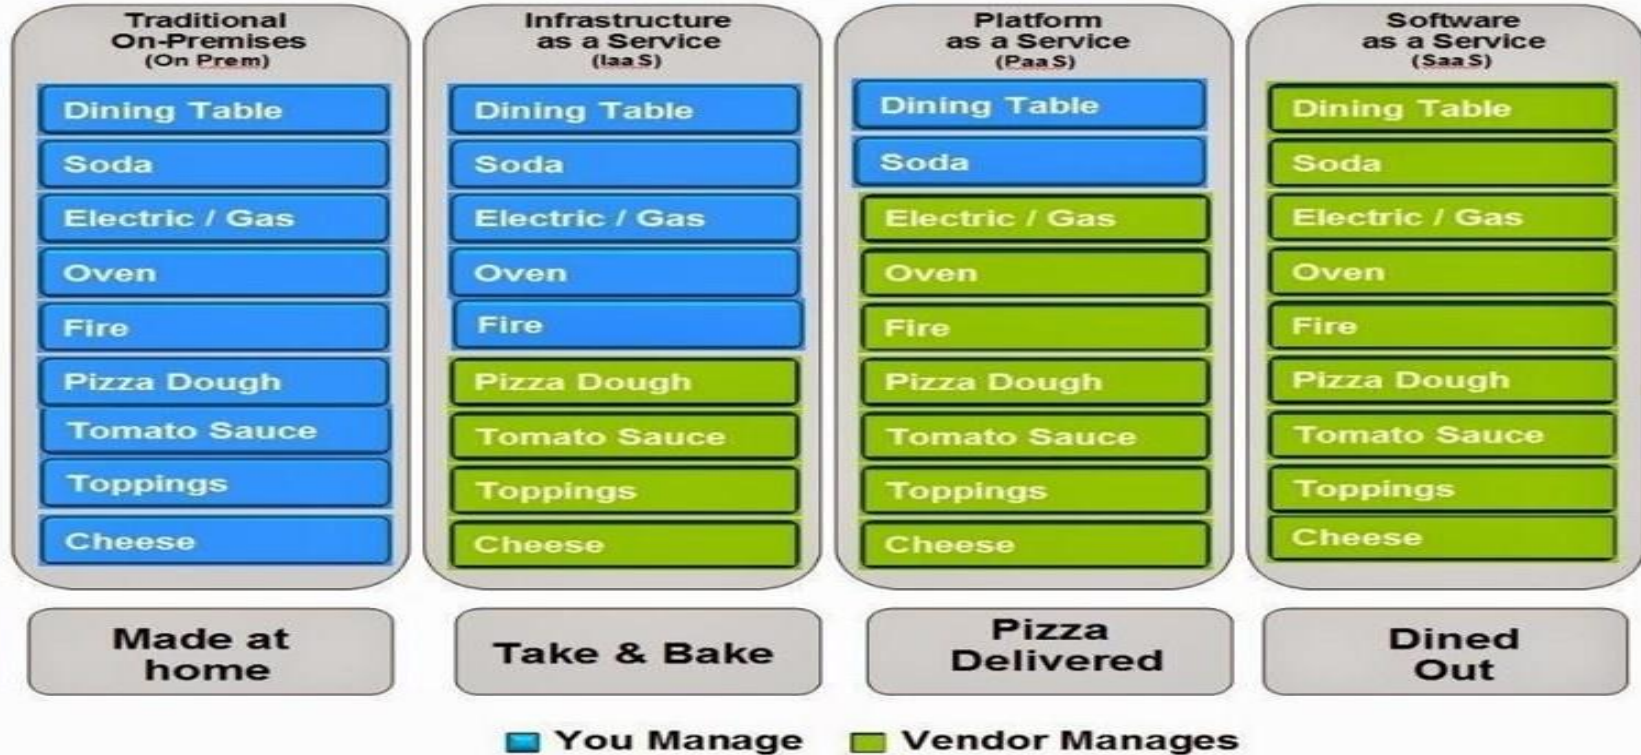 Traditional
On-Premises
(On Prem)
Dining Table
Soda
Electric / Gas
Oven
Fire
Pizza Dough
Tomato Sauce
Toppings
Cheese
Made at
home
Infrastructure
as a Service
(IaaS)
Dining Table
Soda
Electric / Gas
Oven
Fire
Pizza Dough
Tomato Sauce
Toppings
Cheese
Take & Bake
Platform
as a Service
(PaaS)
Dining Table
Soda
Electric / Gas
Oven
Fire
Pizza Dough
Tomato Sauce
Toppings
Cheese
Pizza
Delivered
Software
as a Service
(SaaS)
Dining Table
Soda
Electric / Gas
Oven
Fire
Pizza Dough
Tomato Sauce
Toppings
Cheese
Dined
Out
You Manage
Vendor Manages